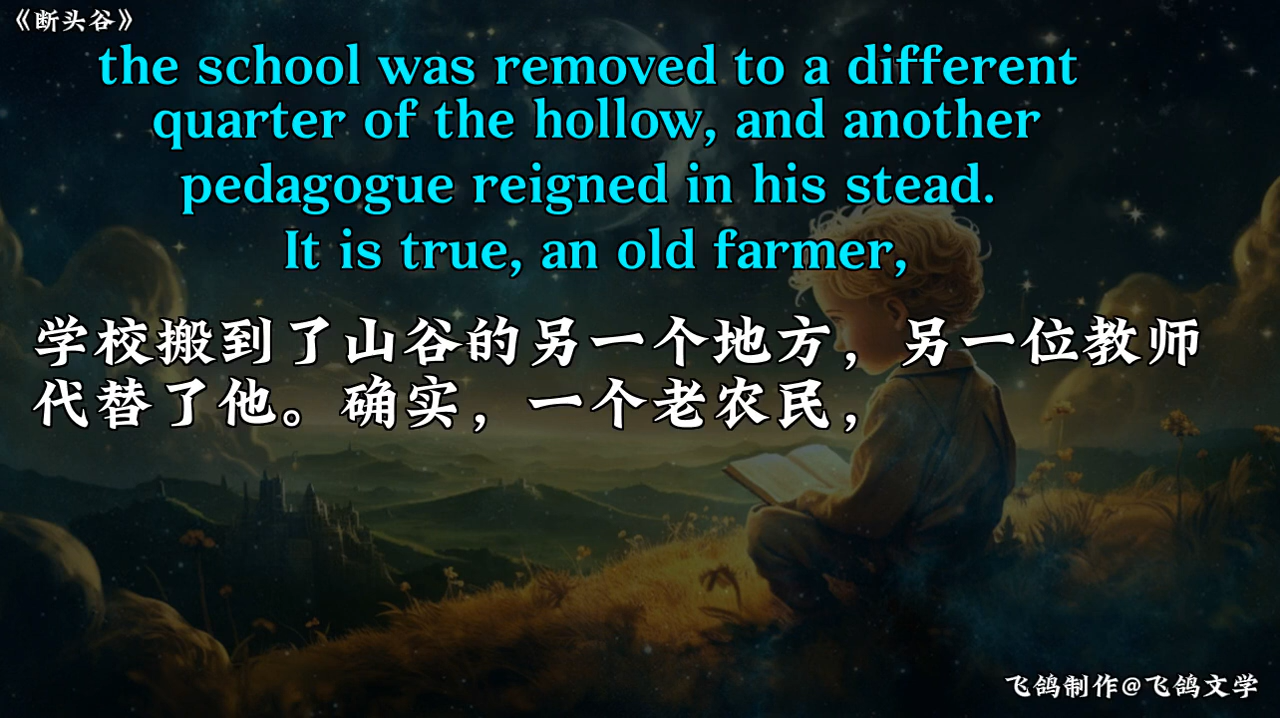 《断头谷》
the school was removed to a different
quarter of the hollow, and another
pedagogue reigned in his stead.
It is true, an old farmer,
学校搬到了山谷的另一个地方，另一位教师
代替了他。确实，一个老农民，
飞鸽制作@飞鸽文学